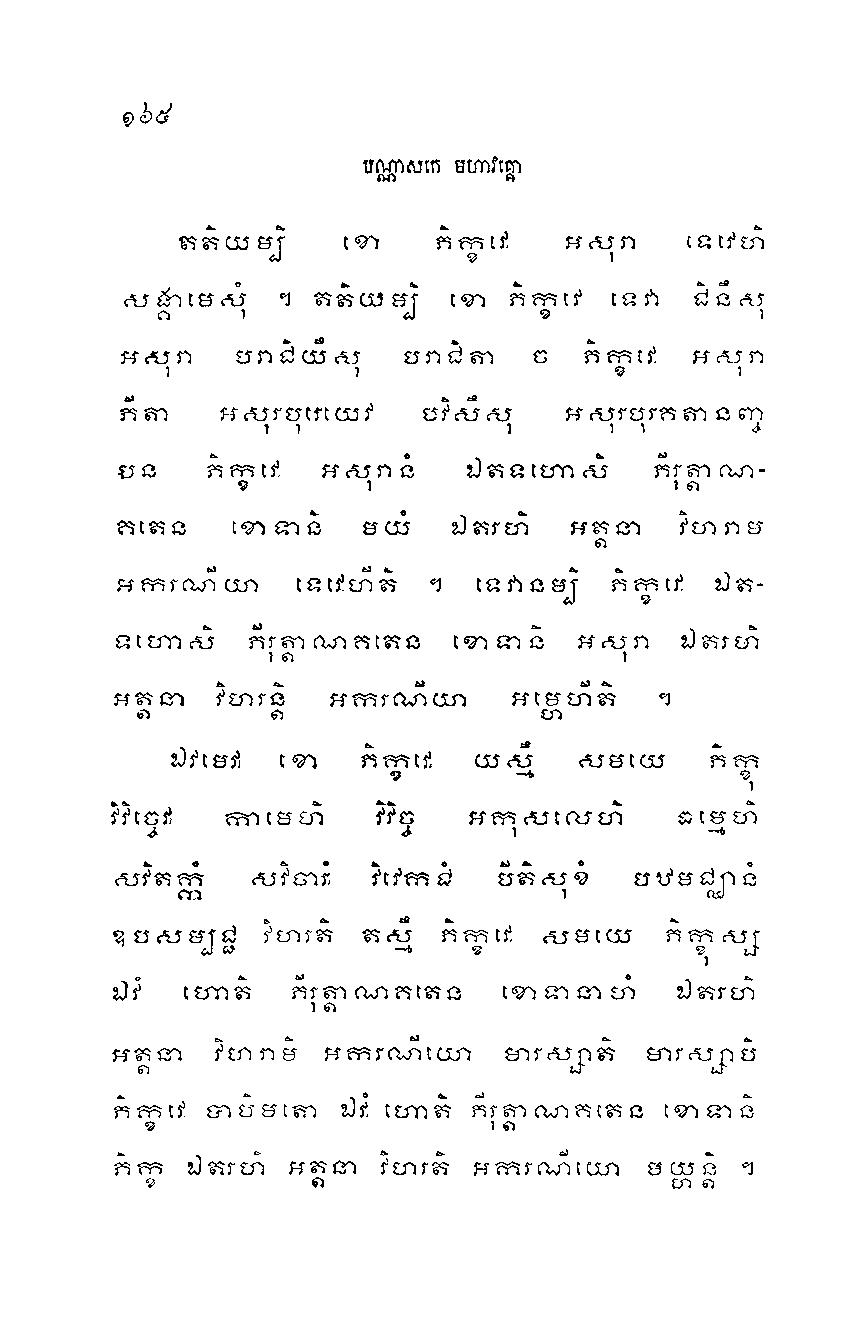 ១៦៥
បណ្ណាសកេ មហាវគ្គោ
តតិយម្បិ ខោ ភិក្ខវេ អសុរា ទេវេហិ
សង្គាមេសុំ ។ តតិយម្បិ ខោ ភិក្ខវេ ទេវា ជិនឹសុ
អសុរា បរាជិយឹសុ បរាជិតា ច ភិក្ខវេ អសុរា
ភីតា អសុរបុរេយេវ បវិសឹសុ អសុរបុរគតានញ្ច
បន ភិក្ខវេ អសុរានំ ឯតទហោសិ ភីរុត្តាណ-
គតេន ខោទានិ មយំ ឯតរហិ អត្តនា វិហរាម
អករណីយា ទេវេហីតិ ។ ទេវានម្បិ ភិក្ខវេ ឯត-
ទហោសិ ភីរុត្តាណគតេន ខោទានិ អសុរា ឯតរហិ
អត្តនា វិហរន្តិ អករណីយា អម្ហេហីតិ ។
ឯវមេវ ខោ ភិក្ខវេ យស្មឹ សមយេ ភិក្ខុ
វិវិច្ចេវ កាមេហិ វិវិច្ច អកុសលេហិ ធម្មេហិ
សវិតក្កំ សវិចារំ វិវេកជំ បីតិសុខំ បឋមជ្ឈានំ
ឧបសម្បជ្ជ វិហរតិ តស្មឹ ភិក្ខវេ សមយេ ភិក្ខុស្ស
ឯវំ ហោតិ ភីរុត្តាណគតេន ខោទានាហំ ឯតរហិ
អត្តនា វិហរាមិ អករណីយោ មារស្សាតិ មារស្សាបិ
ភិក្ខវេ បាបិមតោ ឯវំ ហោតិ ភីរុត្តាណគតេន ខោទានិ
ភិក្ខុ ឯតរហិ អត្តនា វិហរតិ អករណីយោ មយ្ហន្តិ ។